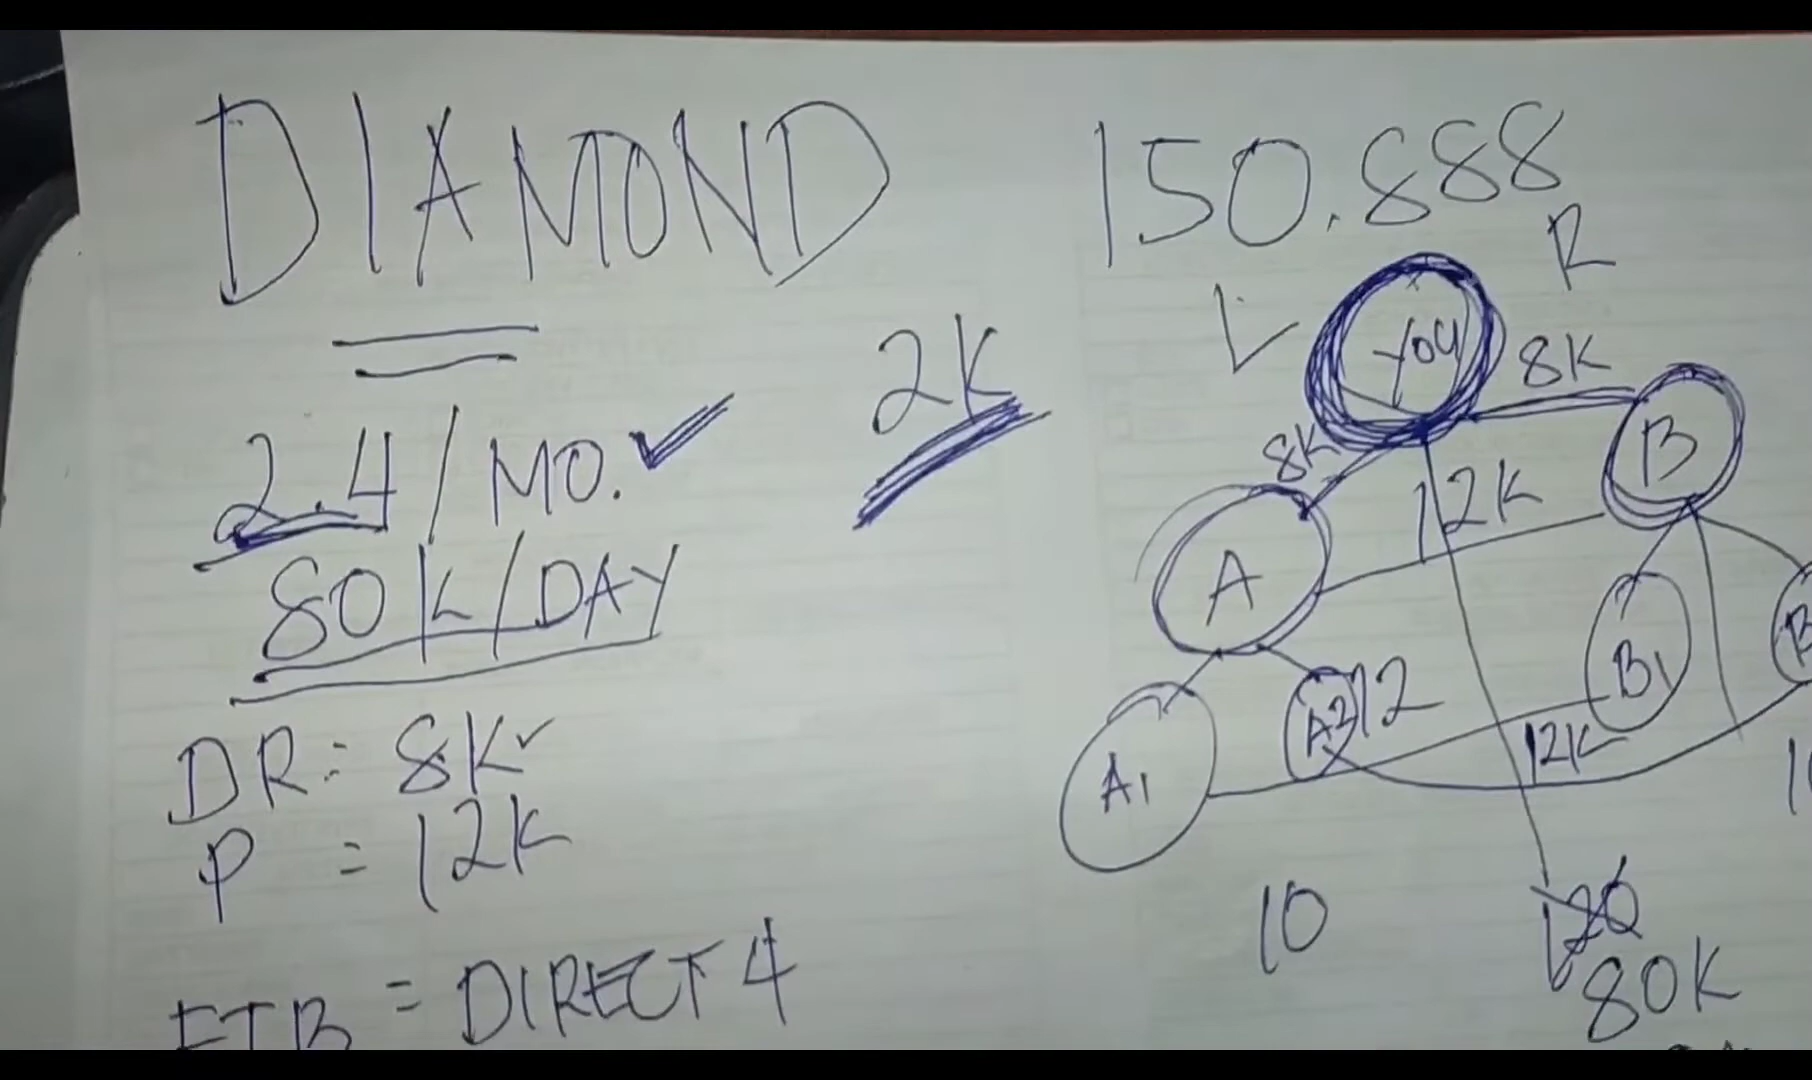 DIAMOND
2.4/MO.
80K/DAY
DR = 8K
P = 12K
= DIRECT 4
2K
150.888
L
R
YOU
8K
8K
B
12K
A
B1
B
A2
12
12K
A1
10
80K